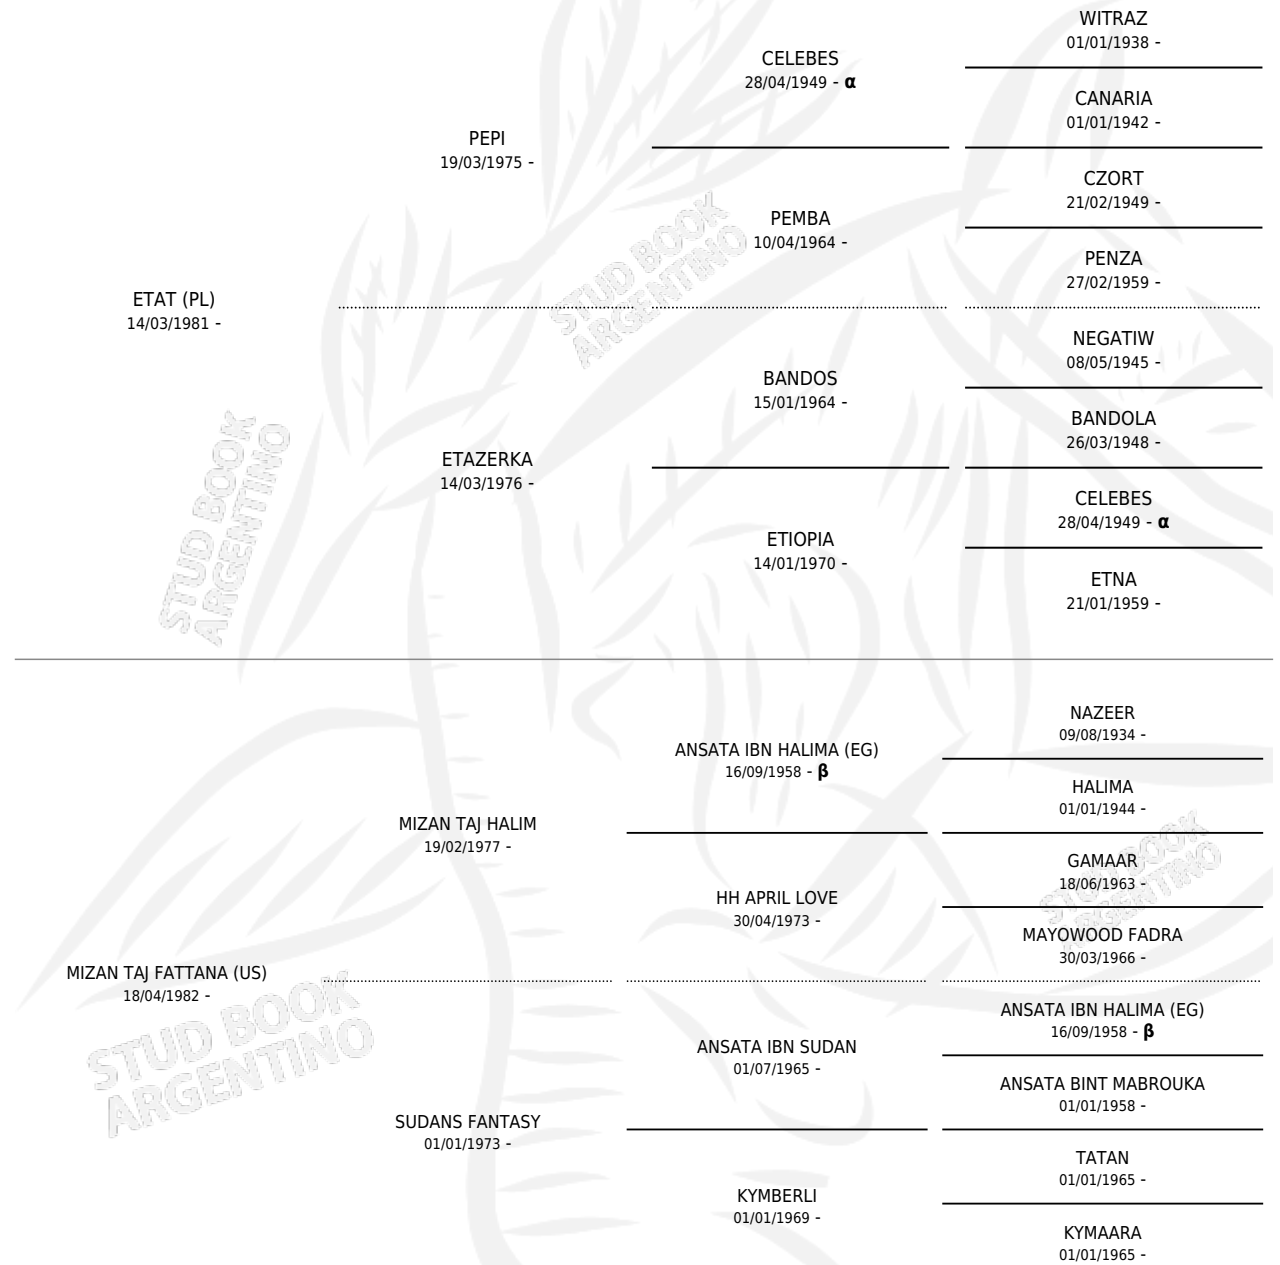 WITRAZ
01/01/1938 -
CELEBES
28/04/1949 - α
CANARIA
01/01/1942 -
PEPI
19/03/1975 -
CZORT
21/02/1949 -
PEMBA
10/04/1964 -
PENZA
27/02/1959 -
ETAT (PL)
14/03/1981 -
NEGATIW
08/05/1945 -
BANDOS
15/01/1964 -
BANDOLA
26/03/1948 -
ETAZERKA
14/03/1976 -
CELEBES
28/04/1949 - α
ETIOPIA
14/01/1970 -
ETNA
21/01/1959 -
NAZEER
09/08/1934 -
ANSATA IBN HALIMA (EG)
16/09/1958 - β
HALIMA
01/01/1944 -
MIZAN TAJ HALIM
19/02/1977 -
GAMAAR
18/06/1963 -
HH APRIL LOVE
30/04/1973 -
MAYOWOOD FADRA
30/03/1966 -
MIZAN TAJ FATTANA (US)
18/04/1982 -
ANSATA IBN HALIMA (EG)
16/09/1958 - β
ANSATA IBN SUDAN
01/07/1965 -
ANSATA BINT MABROUKA
01/01/1958 -
SUDANS FANTASY
01/01/1973 -
TATAN
01/01/1965 -
KYMBERLI
01/01/1969 -
KYMAARA
01/01/1965 -
STUD BOOK
ARGENTINO
STUD BOOK
ARGENTINO
STUD BOOK
ARGENTINO
STUD BOOK
ARGENTINO